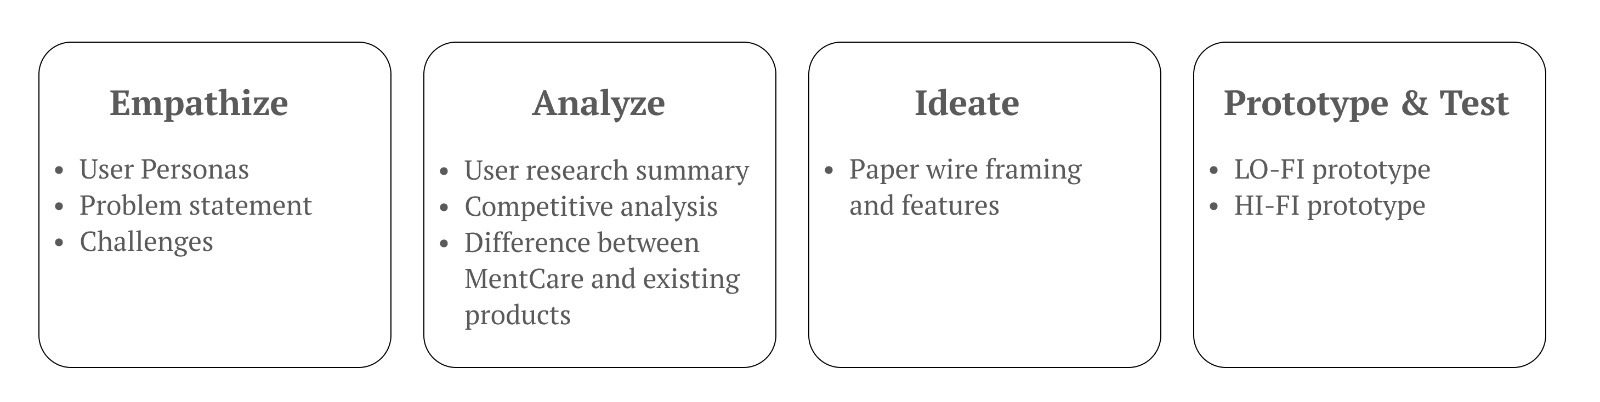 Empathize
• User Personas
• Problem statement
• Challenges
Analyze
• User research summary
• Competitive analysis
• Difference between
MentCare and existing
products
Ideate
• Paper wire framing
and features
Prototype & Test
• LO-FI prototype
• HI-FI prototype